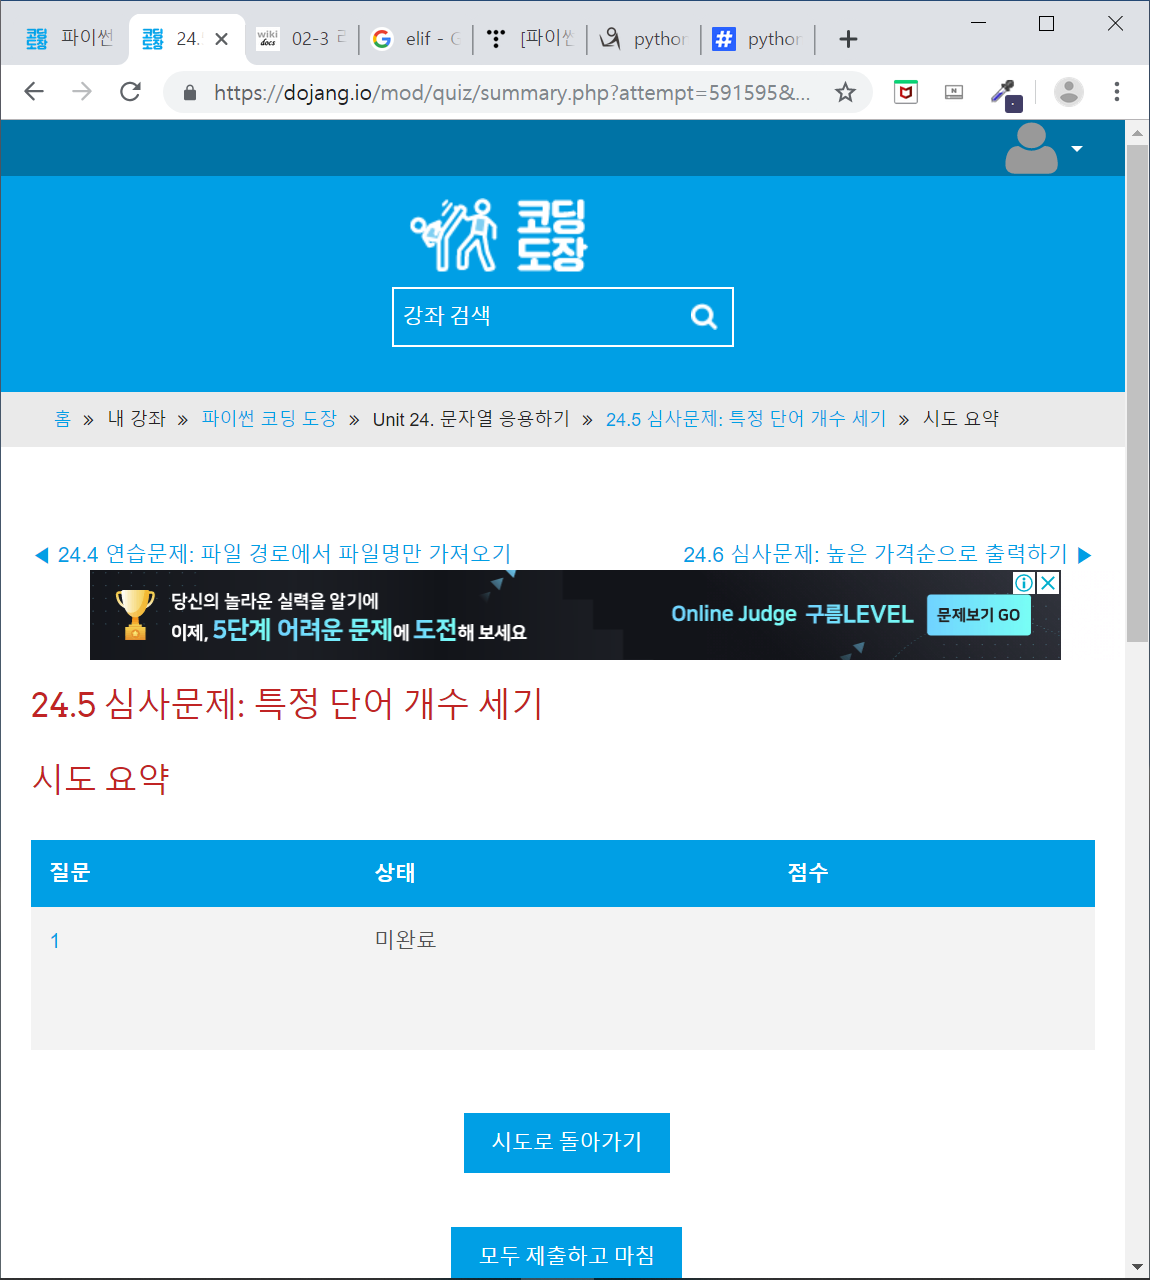 파이썬
24.
02-3
elif - G
[파이썬
python
python
https://dojang.io/mod/quiz/summary.php?attempt=591595&...
코딩
도장
강좌 검색
홈 » 내 강좌 » 파이썬 코딩 도장 » Unit 24. 문자열 응용하기 » 24.5 심사문제: 특정 단어 개수 세기 » 시도 요약
◀ 24.4 연습문제: 파일 경로에서 파일명만 가져오기
24.6 심사문제: 높은 가격순으로 출력하기 ▶
당신의 놀라운 실력을 알기에
이제, 5단계 어려운 문제에 도전해 보세요
Online Judge 구름LEVEL
문제보기 GO
24.5 심사문제: 특정 단어 개수 세기
시도 요약
질문 상태 점수
1 미완료
시도로 돌아가기
모두 제출하고 마침